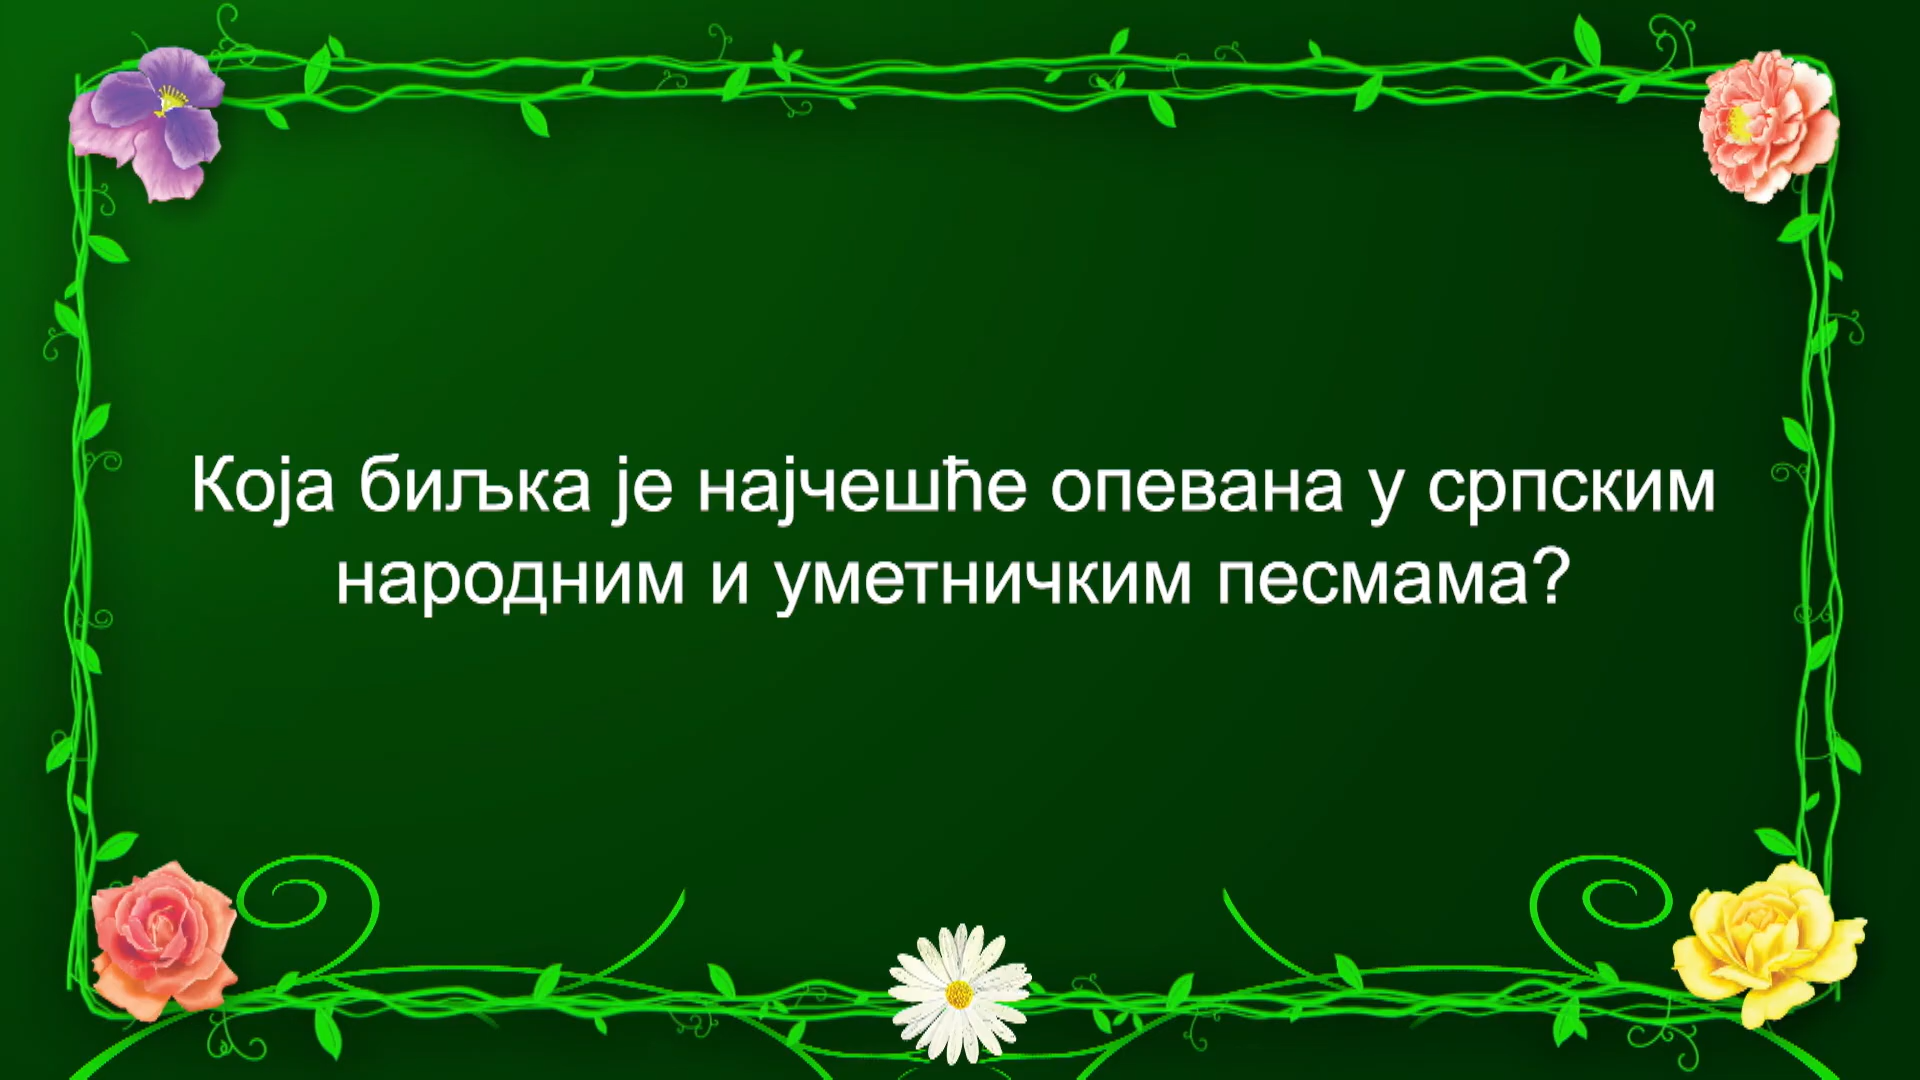 Која биљка је најчешће опевана у српским
народним и уметничким песмама?